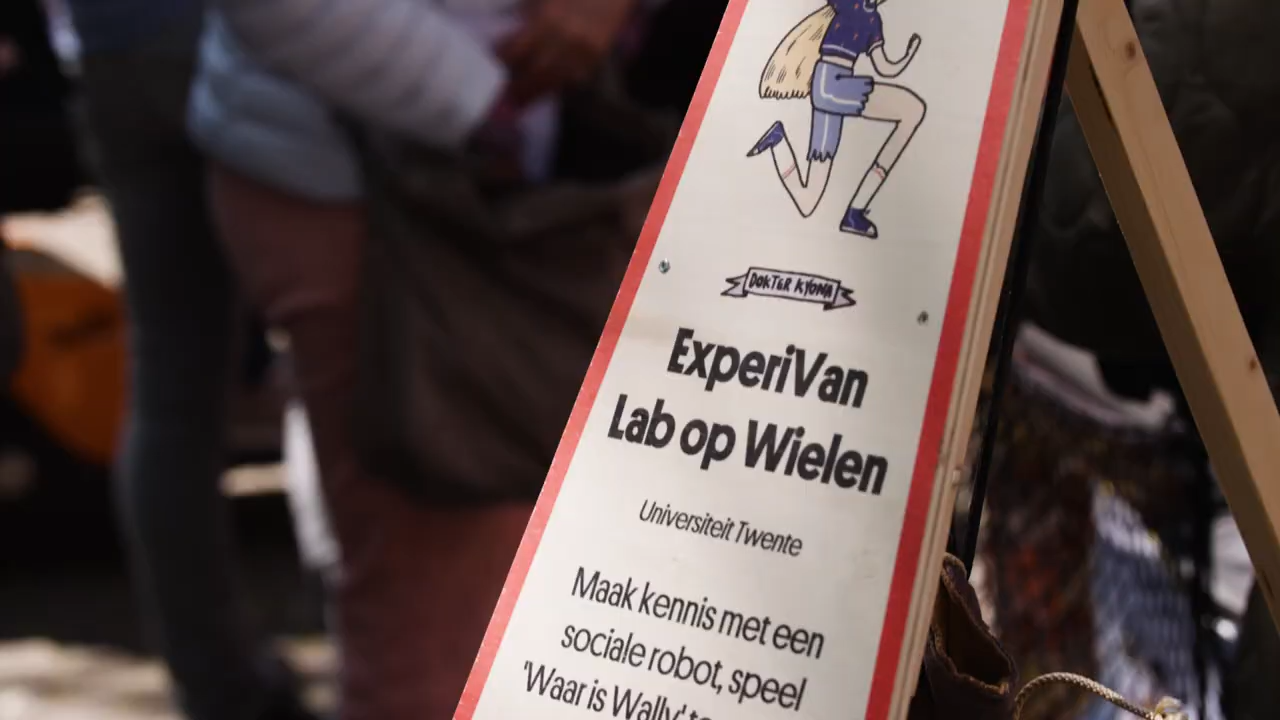 DOKTER KYONA
ExperiVan
Lab op Wielen
Universiteit Twente
Maak kennis met een
sociale robot, speel
'Waar is Wally'